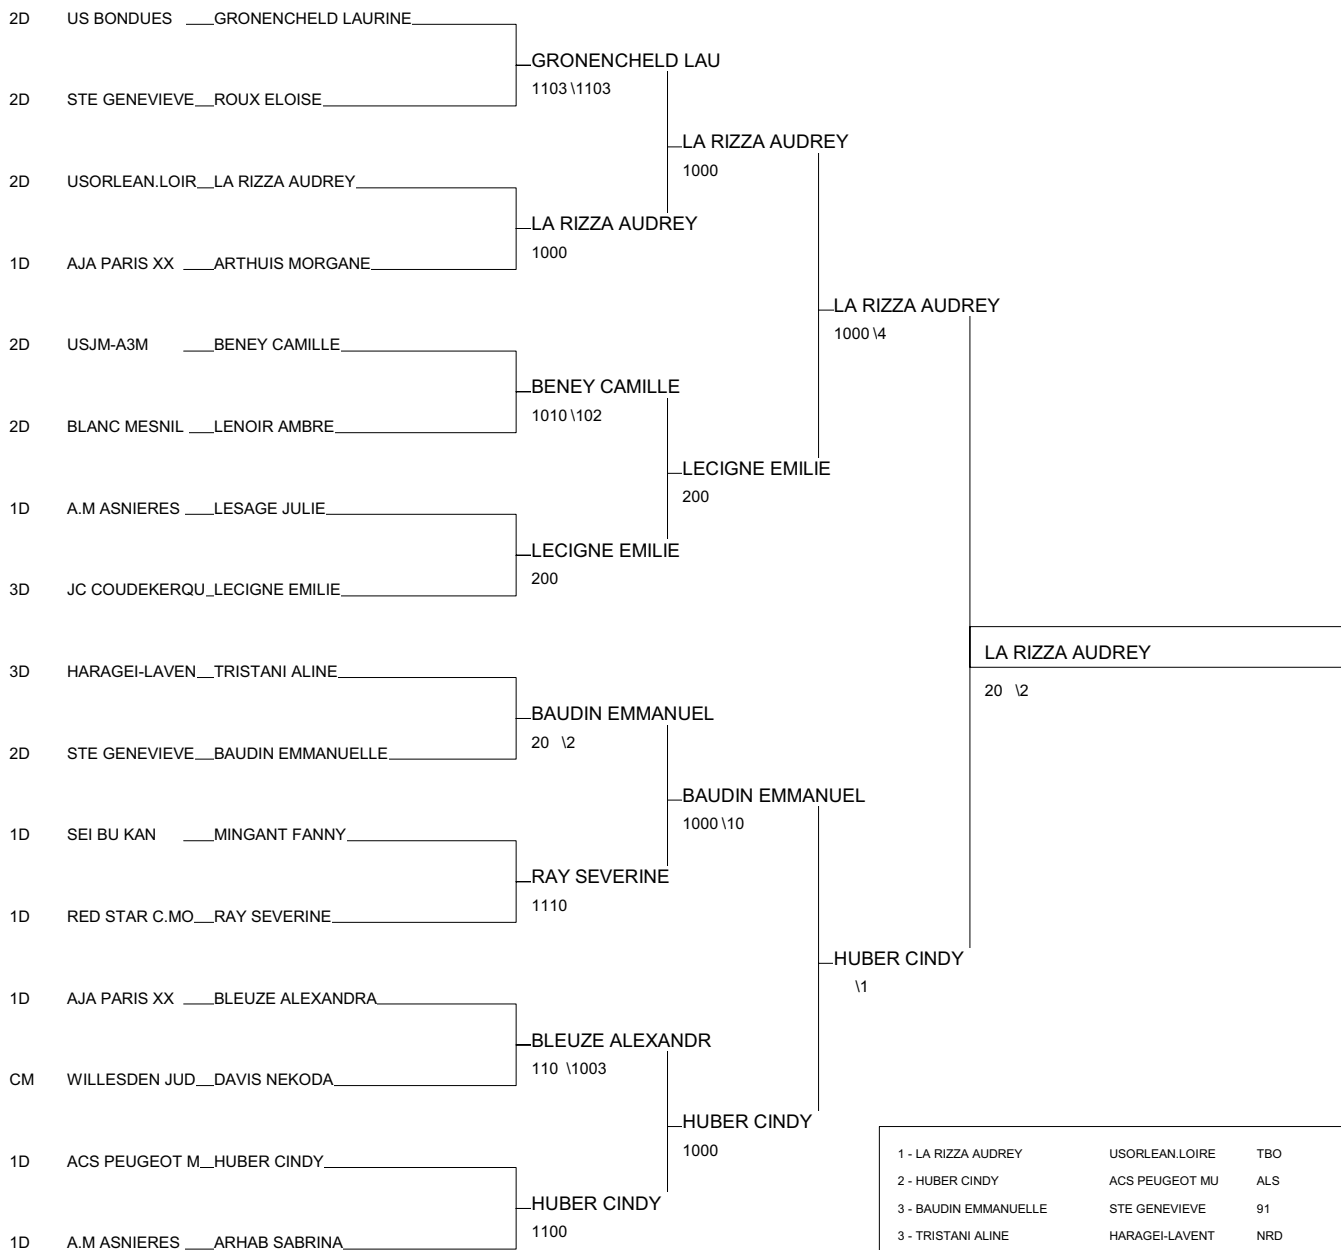 2D US BONDUES GRONENCHELD LAURINE
GRONENCHELD LAU
1103 \1103
2D STE GENEVIEVE ROUX ELOISE
LA RIZZA AUDREY
1000
2D USORLEAN.LOIR LA RIZZA AUDREY
LA RIZZA AUDREY
1000
1D AJA PARIS XX ARTHUIS MORGANE
LA RIZZA AUDREY
1000 \4
2D USJM-A3M BENEY CAMILLE
BENEY CAMILLE
1010 \102
2D BLANC MESNIL LENOIR AMBRE
LECIGNE EMILIE
200
1D A.M ASNIERES LESAGE JULIE
LECIGNE EMILIE
200
3D JC COUDEKERQU LECIGNE EMILIE
LA RIZZA AUDREY
20 \2
3D HARAGEI-LAVEN TRISTANI ALINE
BAUDIN EMMANUEL
20 \2
2D STE GENEVIEVE BAUDIN EMMANUELLE
BAUDIN EMMANUEL
1000 \10
1D SEI BU KAN MINGANT FANNY
RAY SEVERINE
1110
1D RED STAR C.MO RAY SEVERINE
HUBER CINDY
\1
1D AJA PARIS XX BLEUZE ALEXANDRA
BLEUZE ALEXANDR
110 \1003
CM WILLESDEN JUD DAVIS NEKODA
HUBER CINDY
1000
1D ACS PEUGEOT M HUBER CINDY
HUBER CINDY
1100
1D A.M ASNIERES ARHAB SABRINA
1 - LA RIZZA AUDREY USORLEAN.LOIRE TBO
2 - HUBER CINDY ACS PEUGEOT MU ALS
3 - BAUDIN EMMANUELLE STE GENEVIEVE 91
3 - TRISTANI ALINE HARAGEI-LAVENT NRD